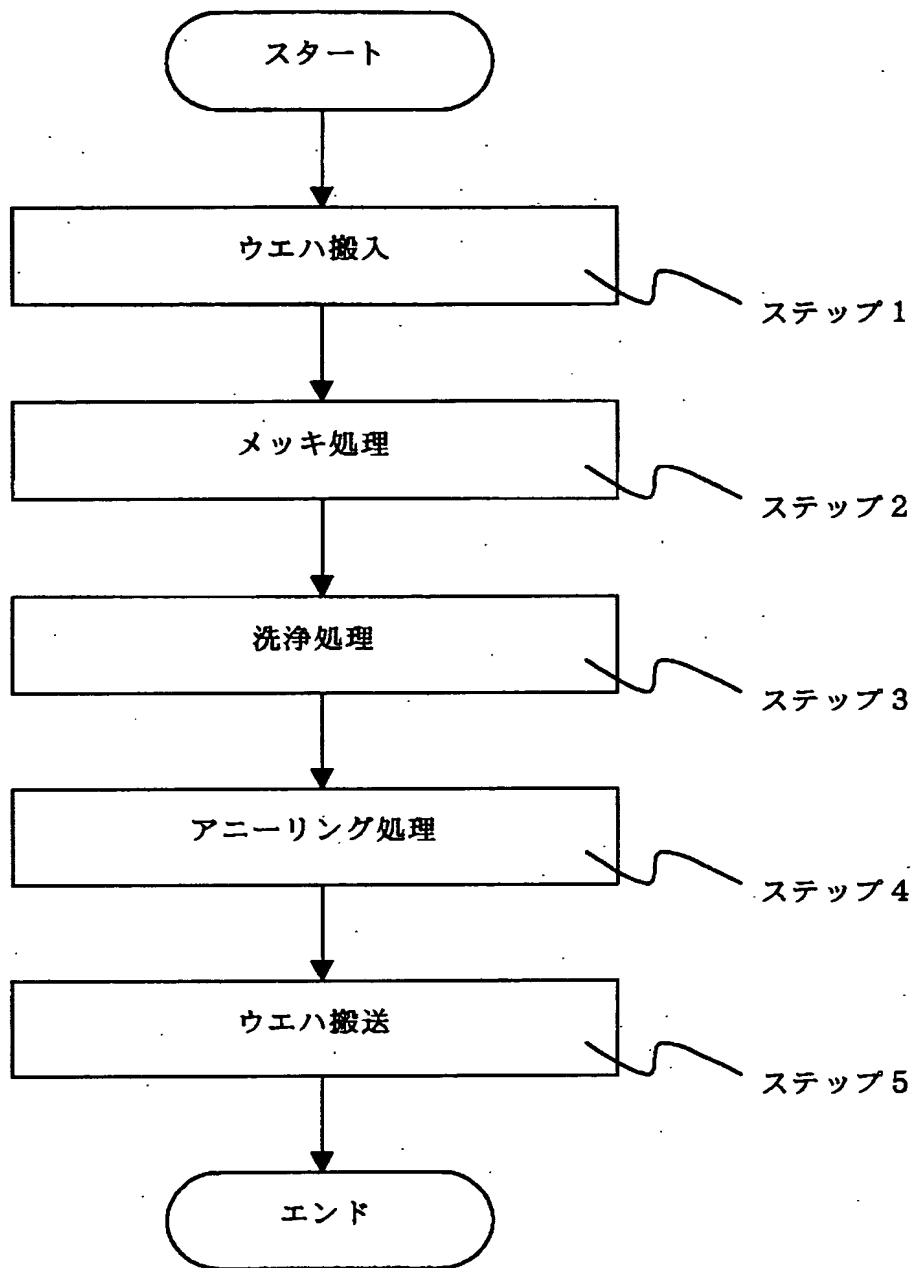 スタート
ウエハ搬入
ステップ1
メッキ処理
ステップ2
洗浄処理
ステップ3
アニーリング処理
ステップ4
ウエハ搬送
ステップ5
エンド